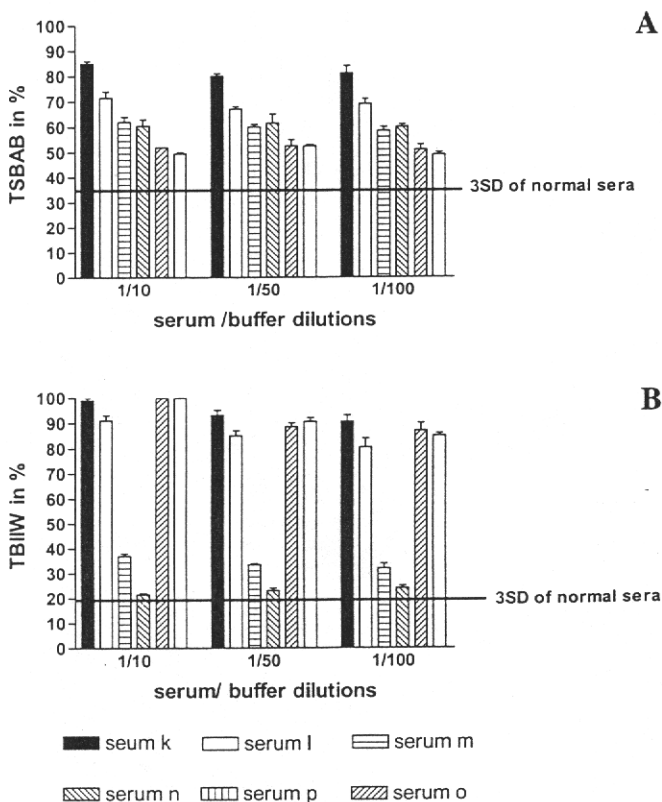 A
TSBAB in %
100
90
80
70
60
50
40
30
20
10
0
3SD of normal sera
1/10 1/50 1/100
serum /buffer dilutions
B
TBIIW in %
100
90
80
70
60
50
40
30
20
10
0
3SD of normal sera
1/10 1/50 1/100
serum/ buffer dilutions
seum k serum l serum m
serum n serum p serum o